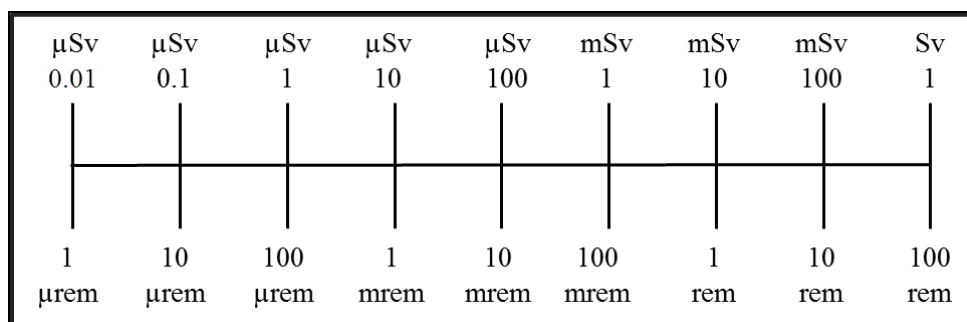 µSv µSv µSv µSv µSv mSv mSv mSv Sv
0.01 0.1 1 10 100 1 10 100 1
1 10 100 1 10 100 1 10 100
µrem µrem µrem mrem mrem mrem rem rem rem